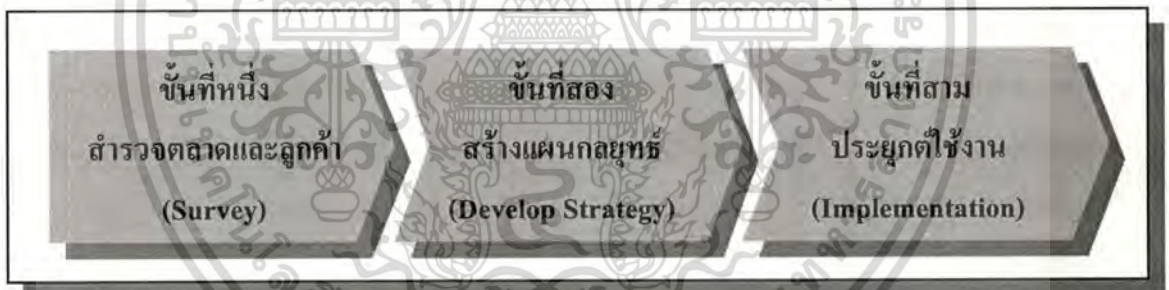 ขั้นที่หนึ่ง
สำรวจตลาดและลูกค้า
(Survey)
ขั้นที่สอง
สร้างแผนกลยุทธ์
(Develop Strategy)
ขั้นที่สาม
ประยุกต์ใช้งาน
(Implementation)